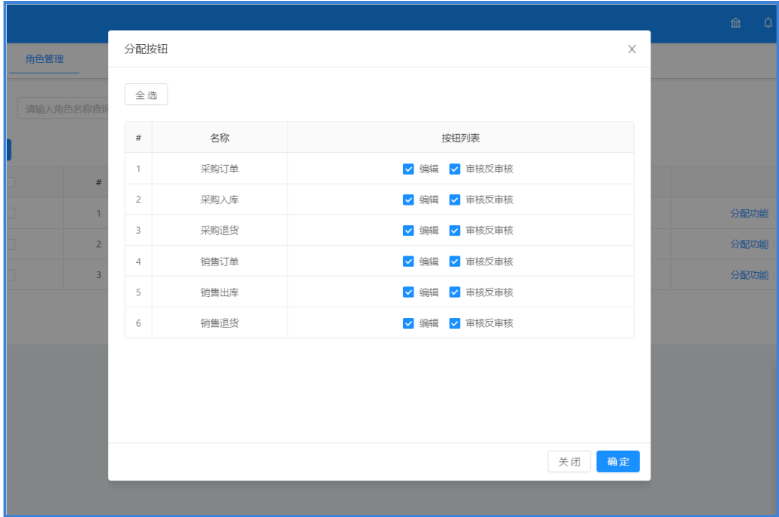 角色管理
分配按钮
请输入角色名称查询
全 选
# 名称 按钮列表
1 采购订单 编辑 审核反审核
2 采购入库 编辑 审核反审核
3 采购退货 编辑 审核反审核
4 销售订单 编辑 审核反审核
5 销售出库 编辑 审核反审核
6 销售退货 编辑 审核反审核
#
1 分配功能
2 分配功能
3 分配功能
关 闭 确 定